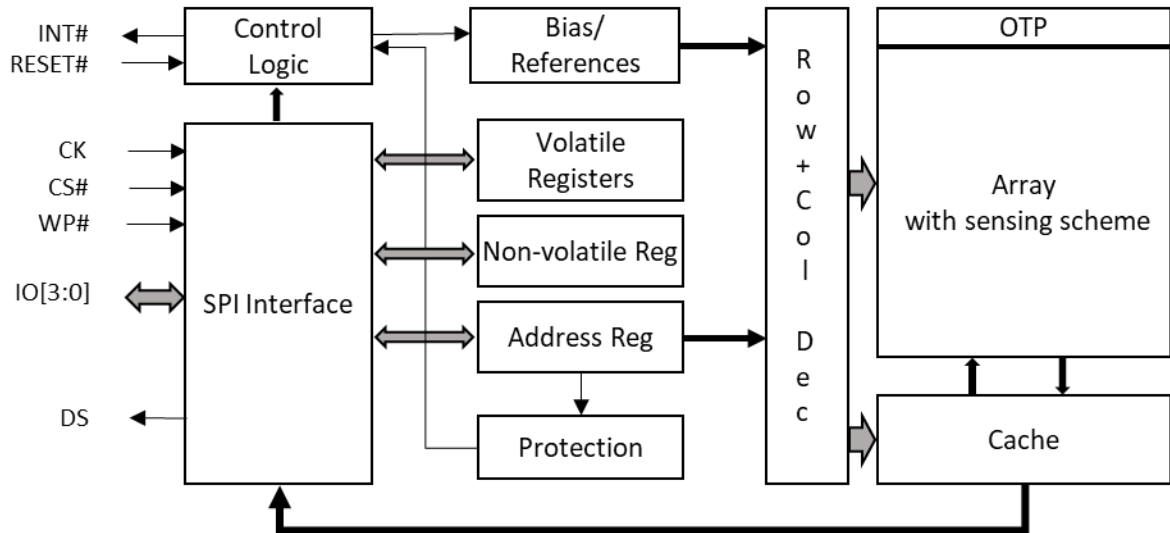 INT#
RESET#
Control
Logic
Bias/
References
CK
CS#
WP#
IO[3:0]
DS
SPI Interface
Volatile
Registers
Non-volatile Reg
Address Reg
Protection
R
o
w
+
C
o
l
D
e
c
OTP
Array
with sensing scheme
Cache